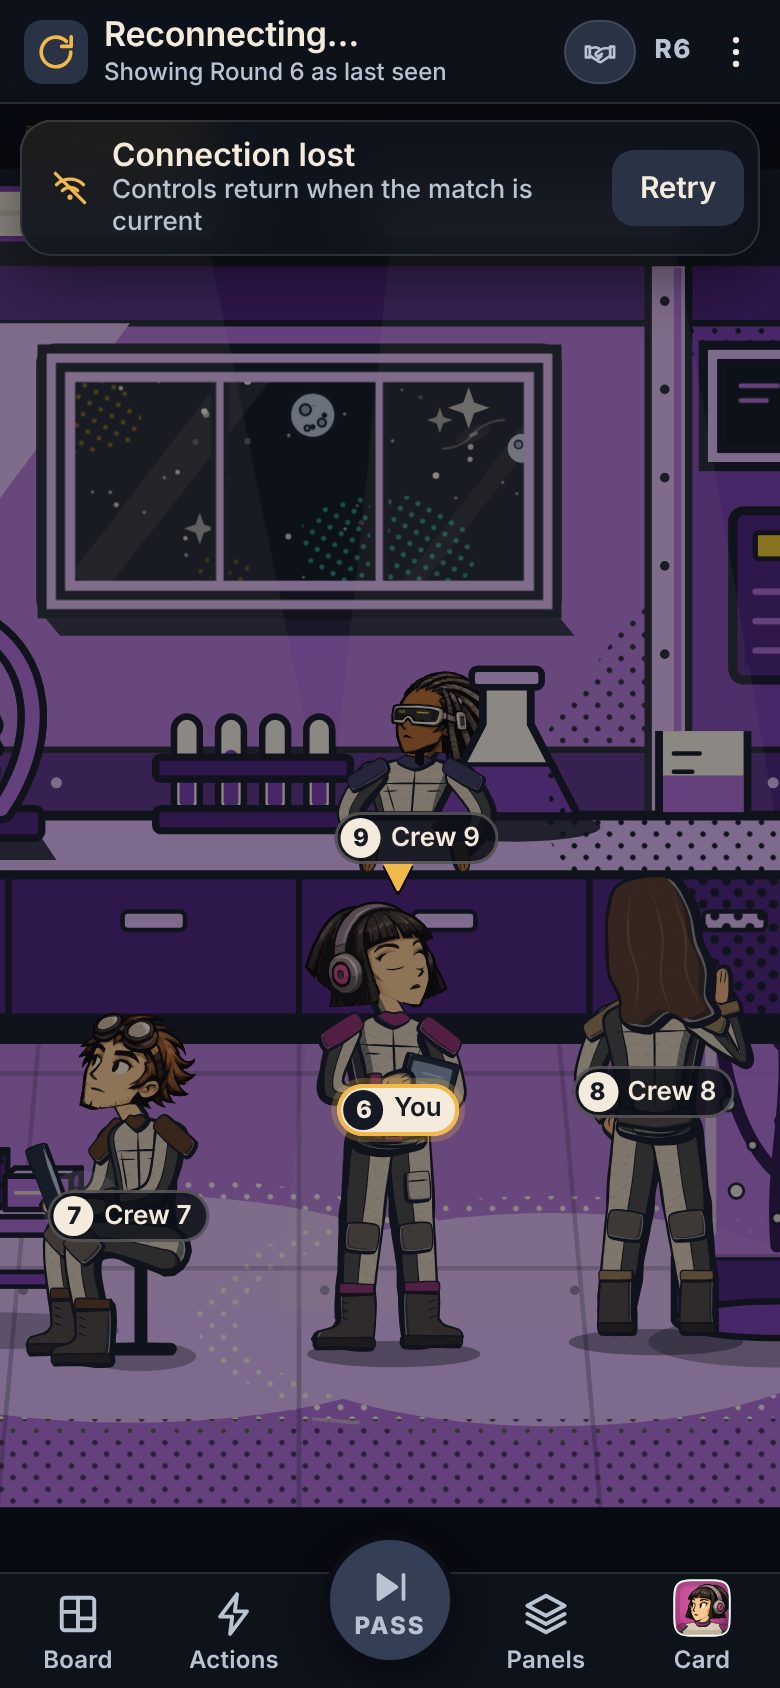 Reconnecting...
Showing Round 6 as last seen
R6
Connection lost
Controls return when the match is
current
Retry
9 Crew 9
6 You
8 Crew 8
7 Crew 7
PASS
Board
Actions
Panels
Card